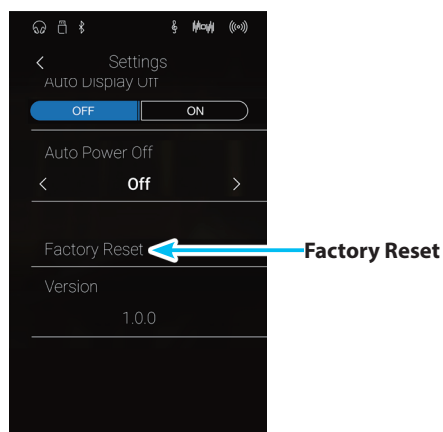 Settings
Auto Display Off
OFF ON
Auto Power Off
< Off >
Factory Reset
Factory Reset
Version
1.0.0